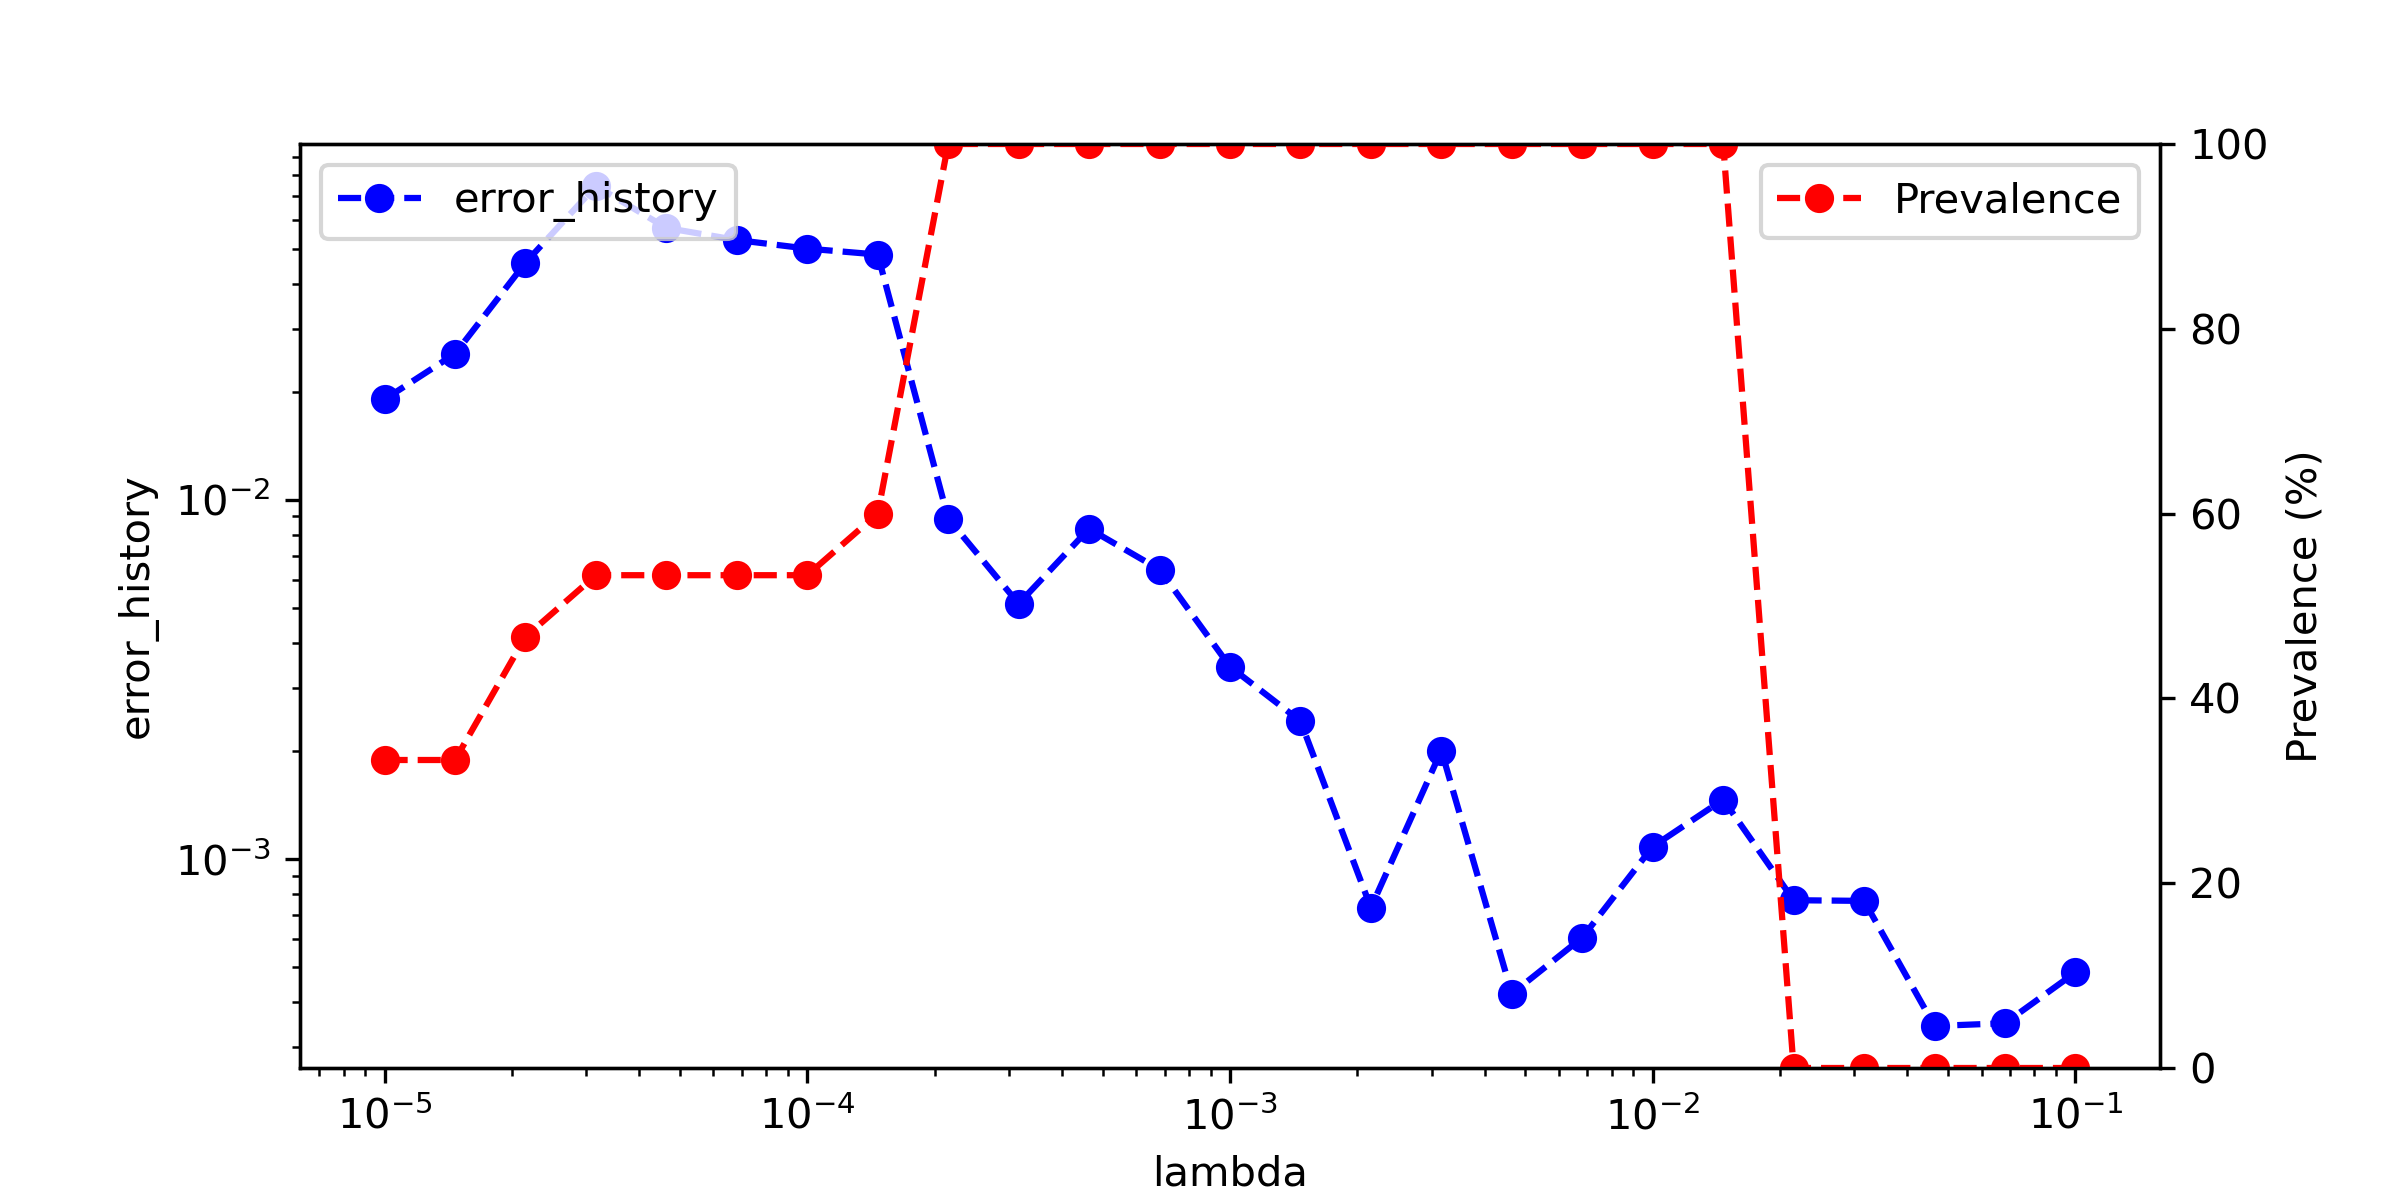 error_history
Prevalence
100
80
60
40
20
0
10⁻²
10⁻³
error_history
Prevalence (%)
10⁻⁵
10⁻⁴
10⁻³
10⁻²
10⁻¹
lambda